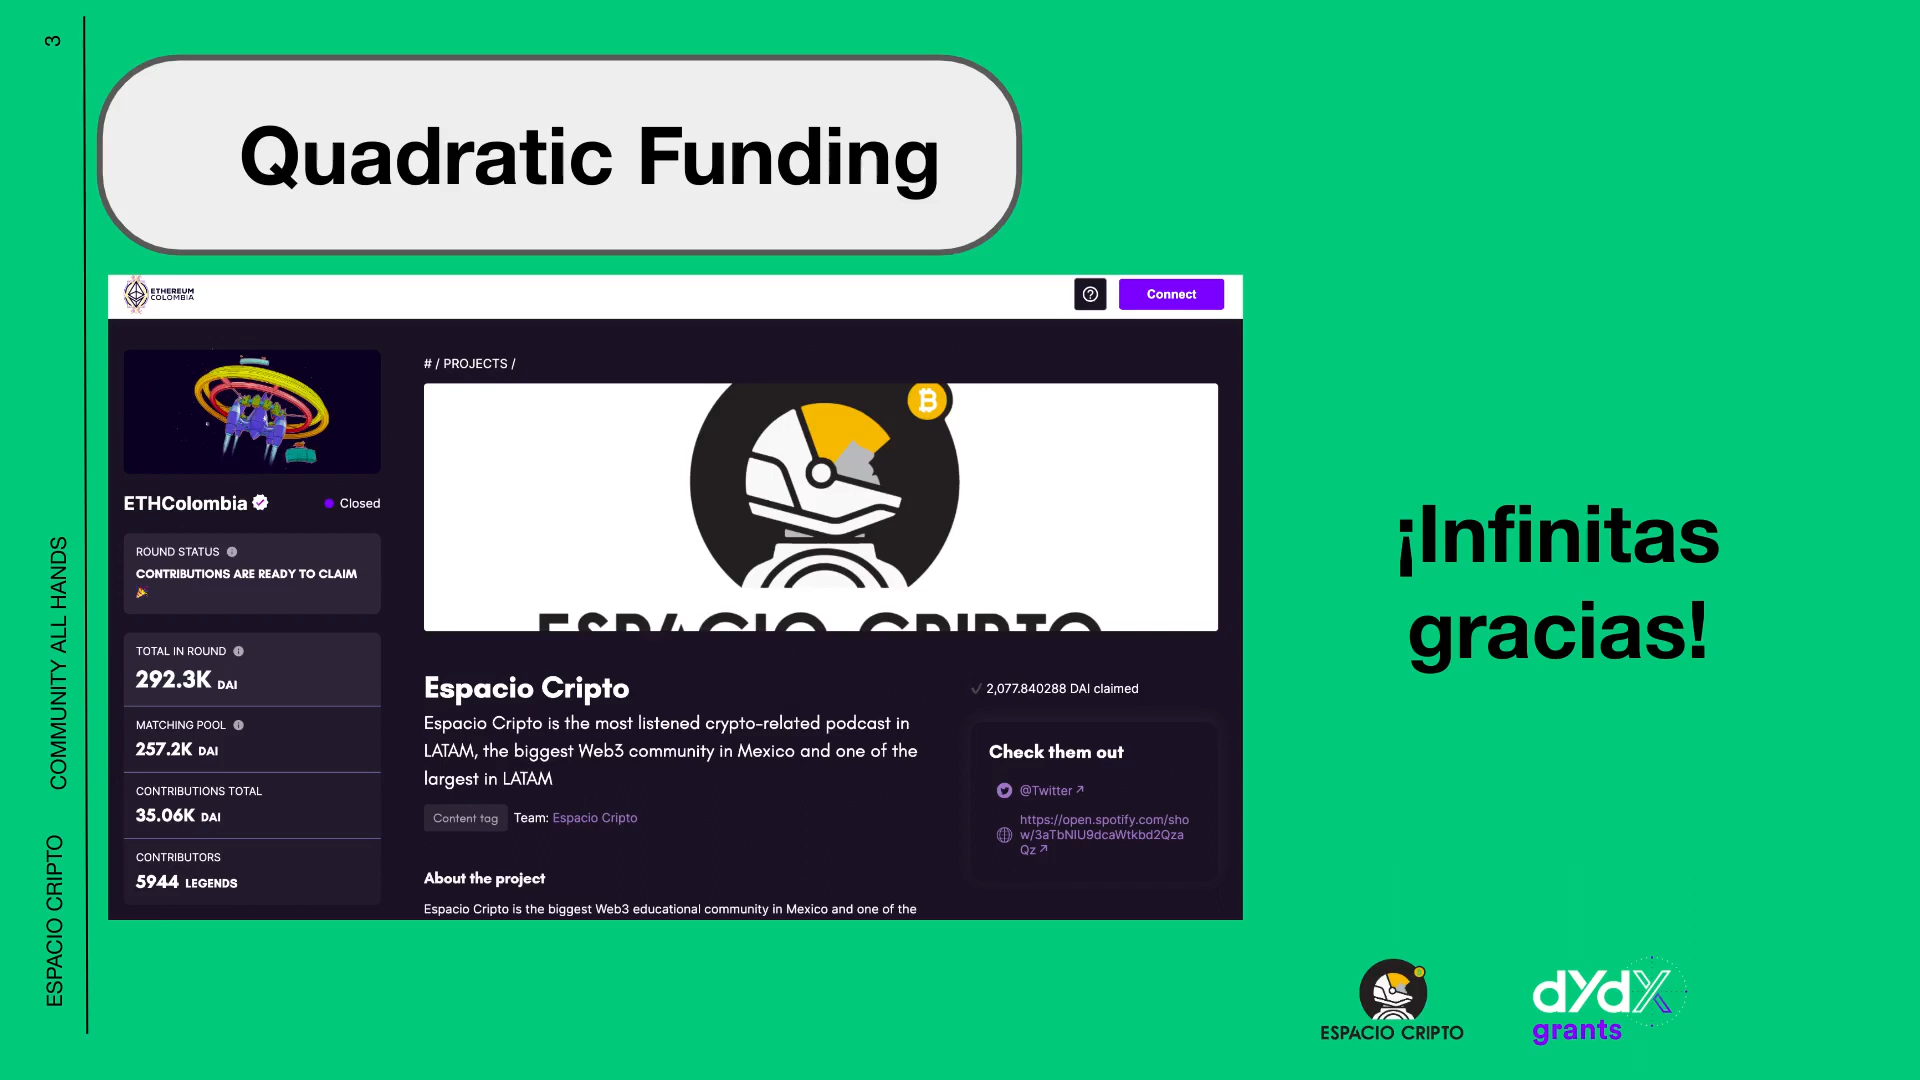 3
COMMUNITY ALL HANDS
ESPACIO CRIPTO
Quadratic Funding
ETHEREUM
COLOMBIA
Connect
ETHColombia
Closed
ROUND STATUS
CONTRIBUTIONS ARE READY TO CLAIM
🎉
TOTAL IN ROUND
292.3K DAI
MATCHING POOL
257.2K DAI
CONTRIBUTIONS TOTAL
35.06K DAI
CONTRIBUTORS
5944 LEGENDS
# / PROJECTS /
ESPACIO CRIPTO
Espacio Cripto
Espacio Cripto is the most listened crypto-related podcast in
LATAM, the biggest Web3 community in Mexico and one of the
largest in LATAM
Content tag Team: Espacio Cripto
About the project
Espacio Cripto is the biggest Web3 educational community in Mexico and one of the
✓ 2,077.840288 DAI claimed
Check them out
@Twitter ↗
https://open.spotify.com/sho
w/3aTbNIU9dcaWtkbd2Qza
Qz ↗
¡Infinitas
gracias!
ESPACIO CRIPTO
dYdX
grants